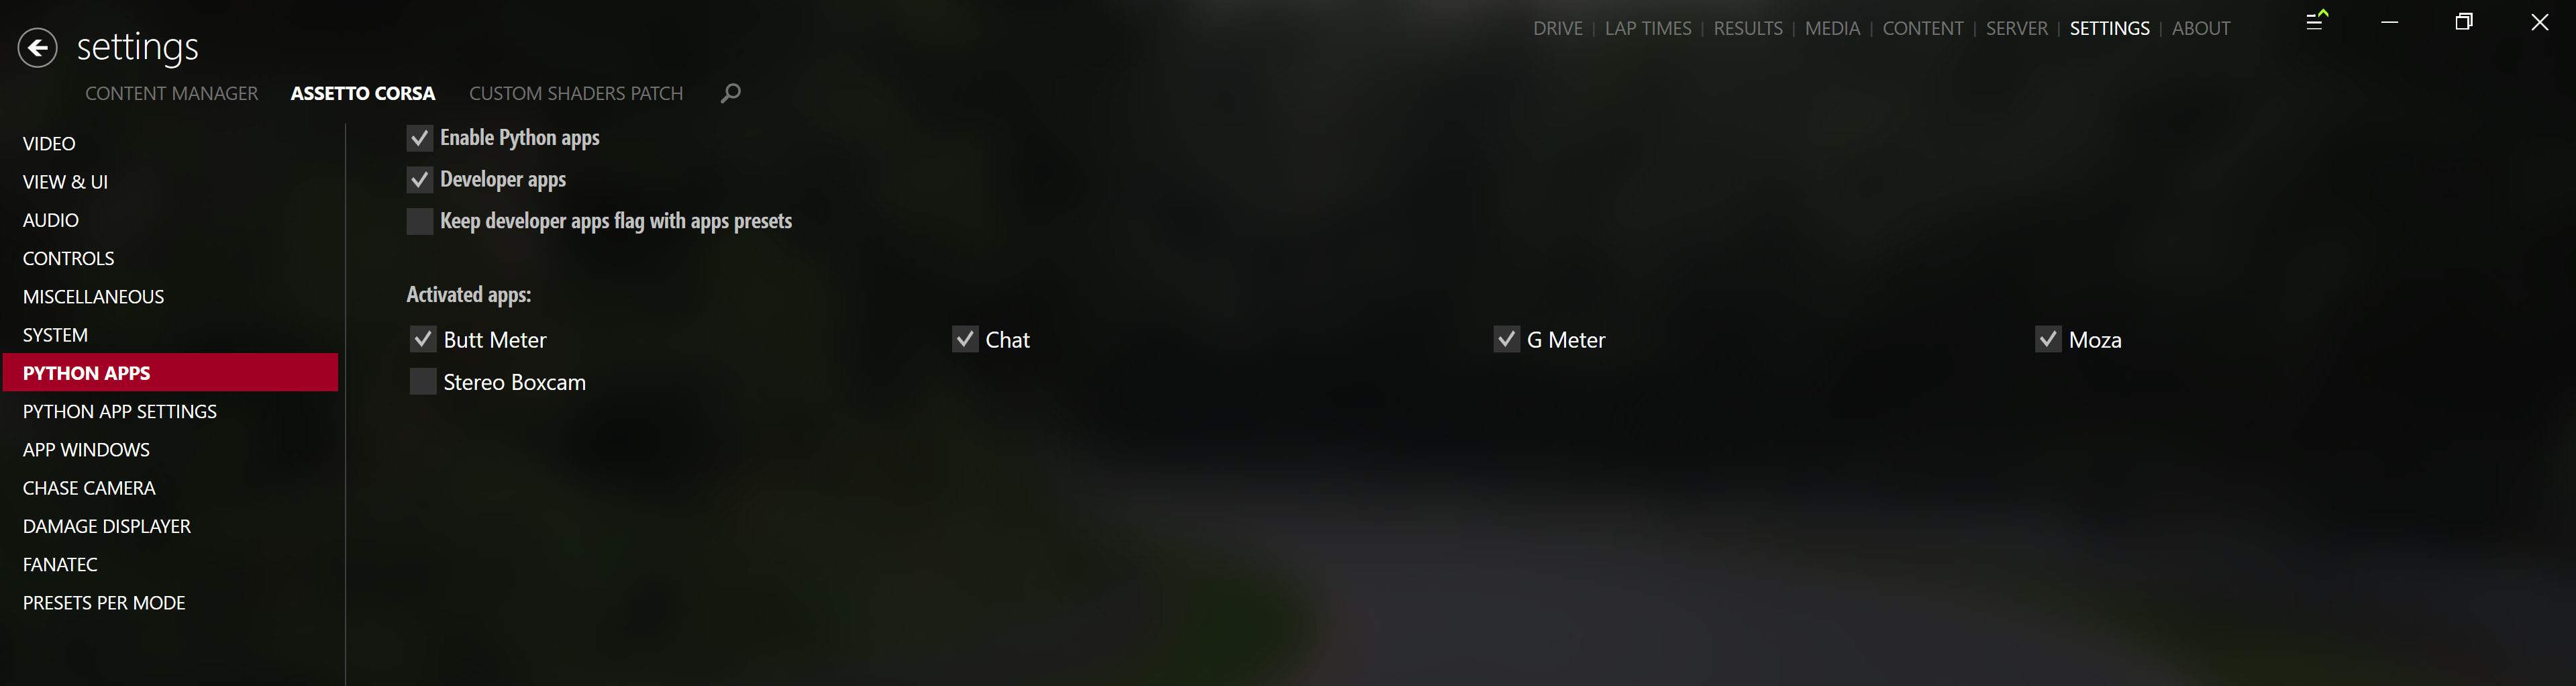 settings
DRIVE | LAP TIMES | RESULTS | MEDIA | CONTENT | SERVER | SETTINGS | ABOUT
CONTENT MANAGER ASSETTO CORSA CUSTOM SHADERS PATCH
VIDEO
VIEW & UI
AUDIO
CONTROLS
MISCELLANEOUS
SYSTEM
PYTHON APPS
PYTHON APP SETTINGS
APP WINDOWS
CHASE CAMERA
DAMAGE DISPLAYER
FANATEC
PRESETS PER MODE
Enable Python apps
Developer apps
Keep developer apps flag with apps presets
Activated apps:
Butt Meter Chat G Meter Moza
Stereo Boxcam